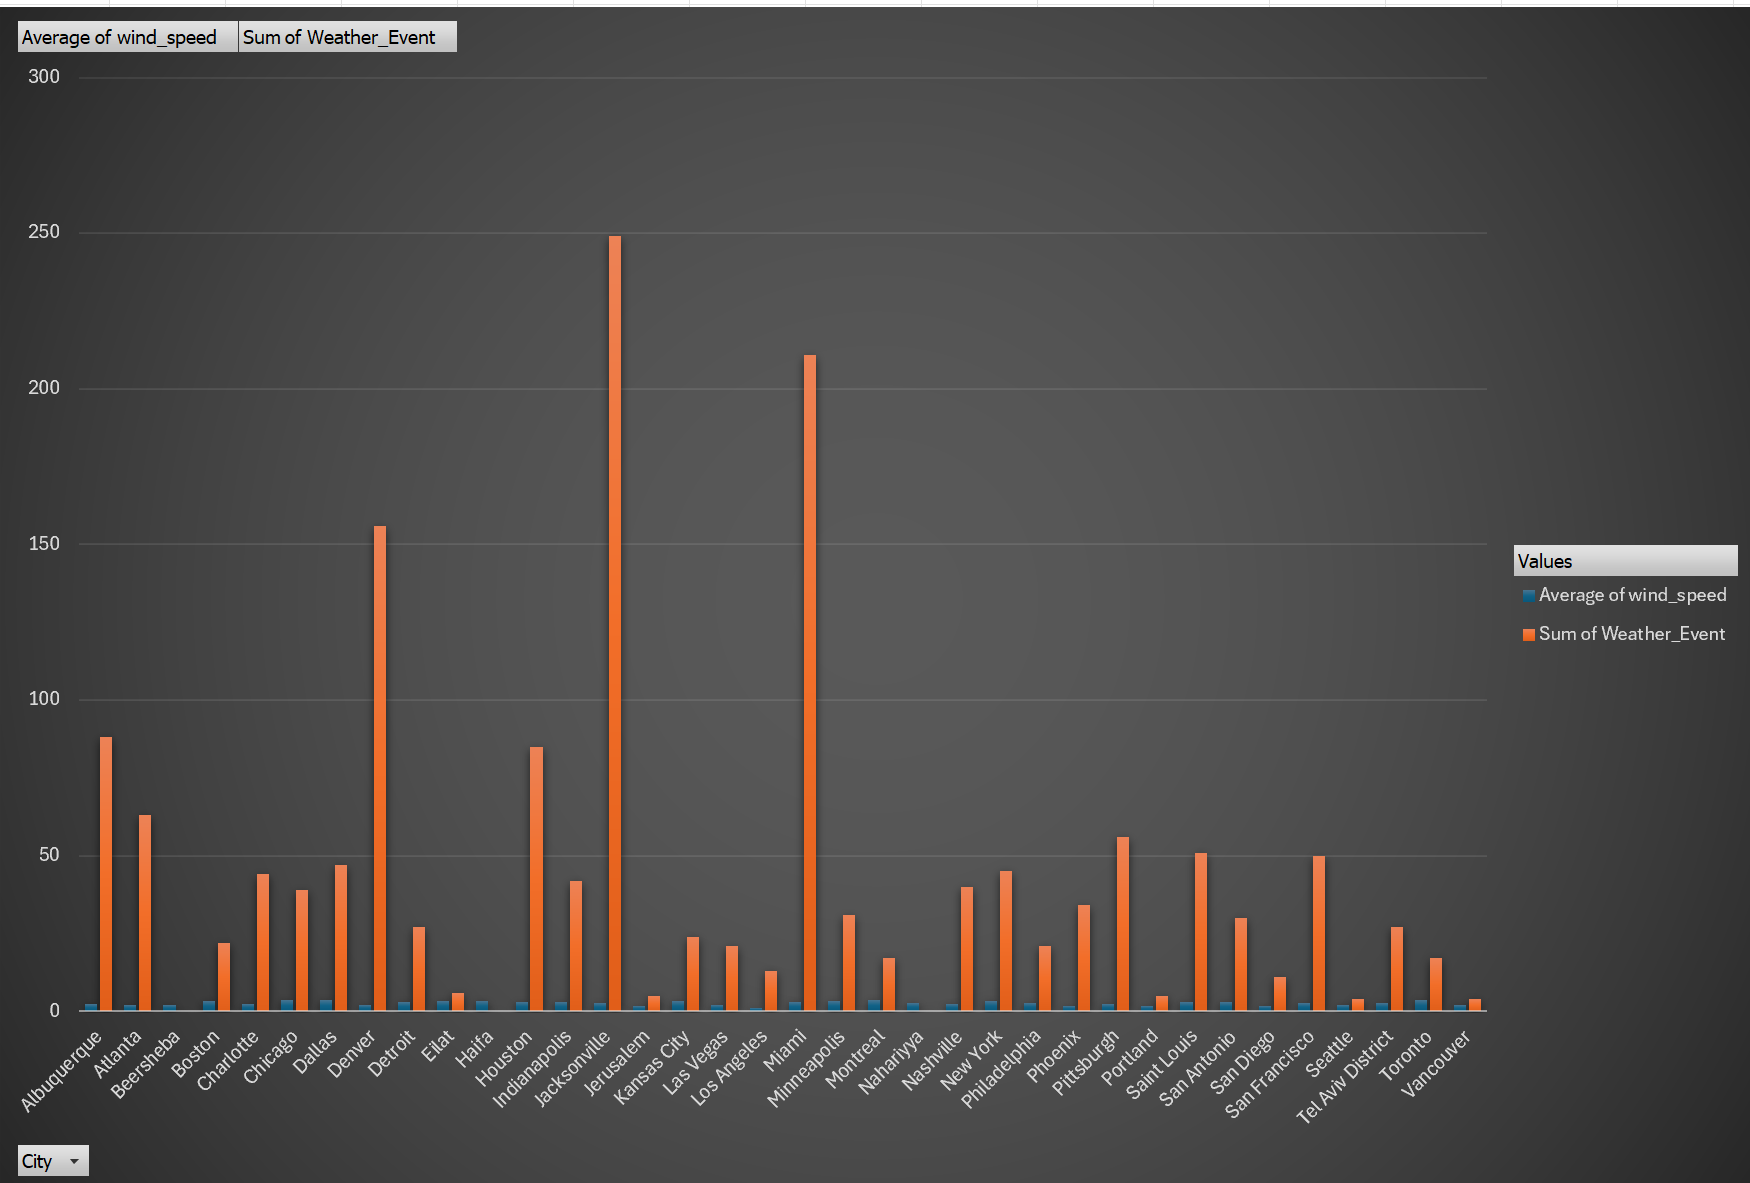 Average of wind_speed Sum of Weather_Event
300
250
200
150
100
50
0
Albuquerque
Atlanta
Beersheba
Boston
Charlotte
Chicago
Dallas
Denver
Detroit
Eilat
Haifa
Houston
Indianapolis
Jacksonville
Jerusalem
Kansas City
Las Vegas
Los Angeles
Miami
Minneapolis
Montreal
Nahariyya
Nashville
New York
Philadelphia
Phoenix
Pittsburgh
Portland
Saint Louis
San Antonio
San Diego
San Francisco
Seattle
Tel Aviv District
Toronto
Vancouver
Values
Average of wind_speed
Sum of Weather_Event
City